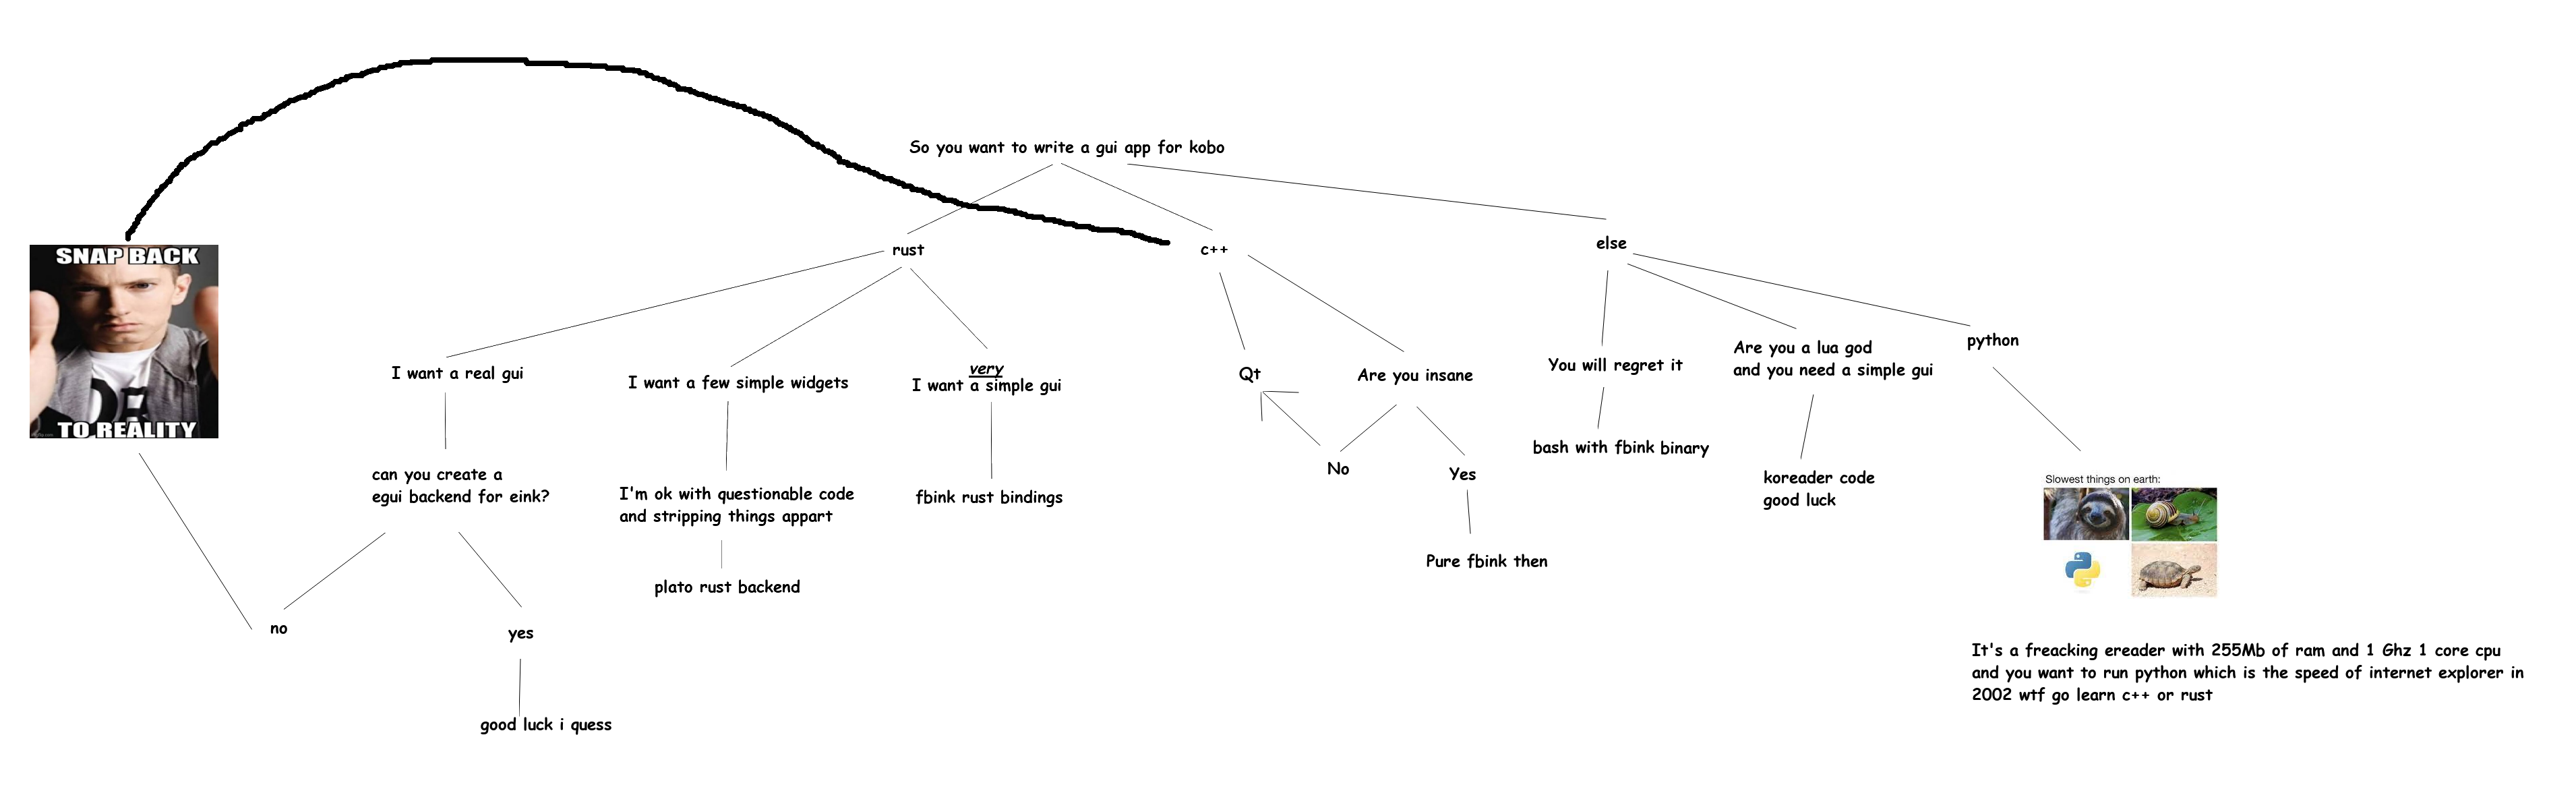 So you want to write a gui app for kobo
SNAP BACK
TO REALITY
rust
c++
else
I want a real gui
I want a few simple widgets
very
I want a simple gui
Qt
Are you insane
You will regret it
Are you a lua god
and you need a simple gui
python
can you create a
egui backend for eink?
I'm ok with questionable code
and stripping things appart
fbink rust bindings
No
Yes
bash with fbink binary
koreader code
good luck
Slowest things on earth:
plato rust backend
Pure fbink then
no
yes
good luck i quess
It's a freacking ereader with 255Mb of ram and 1 Ghz 1 core cpu
and you want to run python which is the speed of internet explorer in
2002 wtf go learn c++ or rust